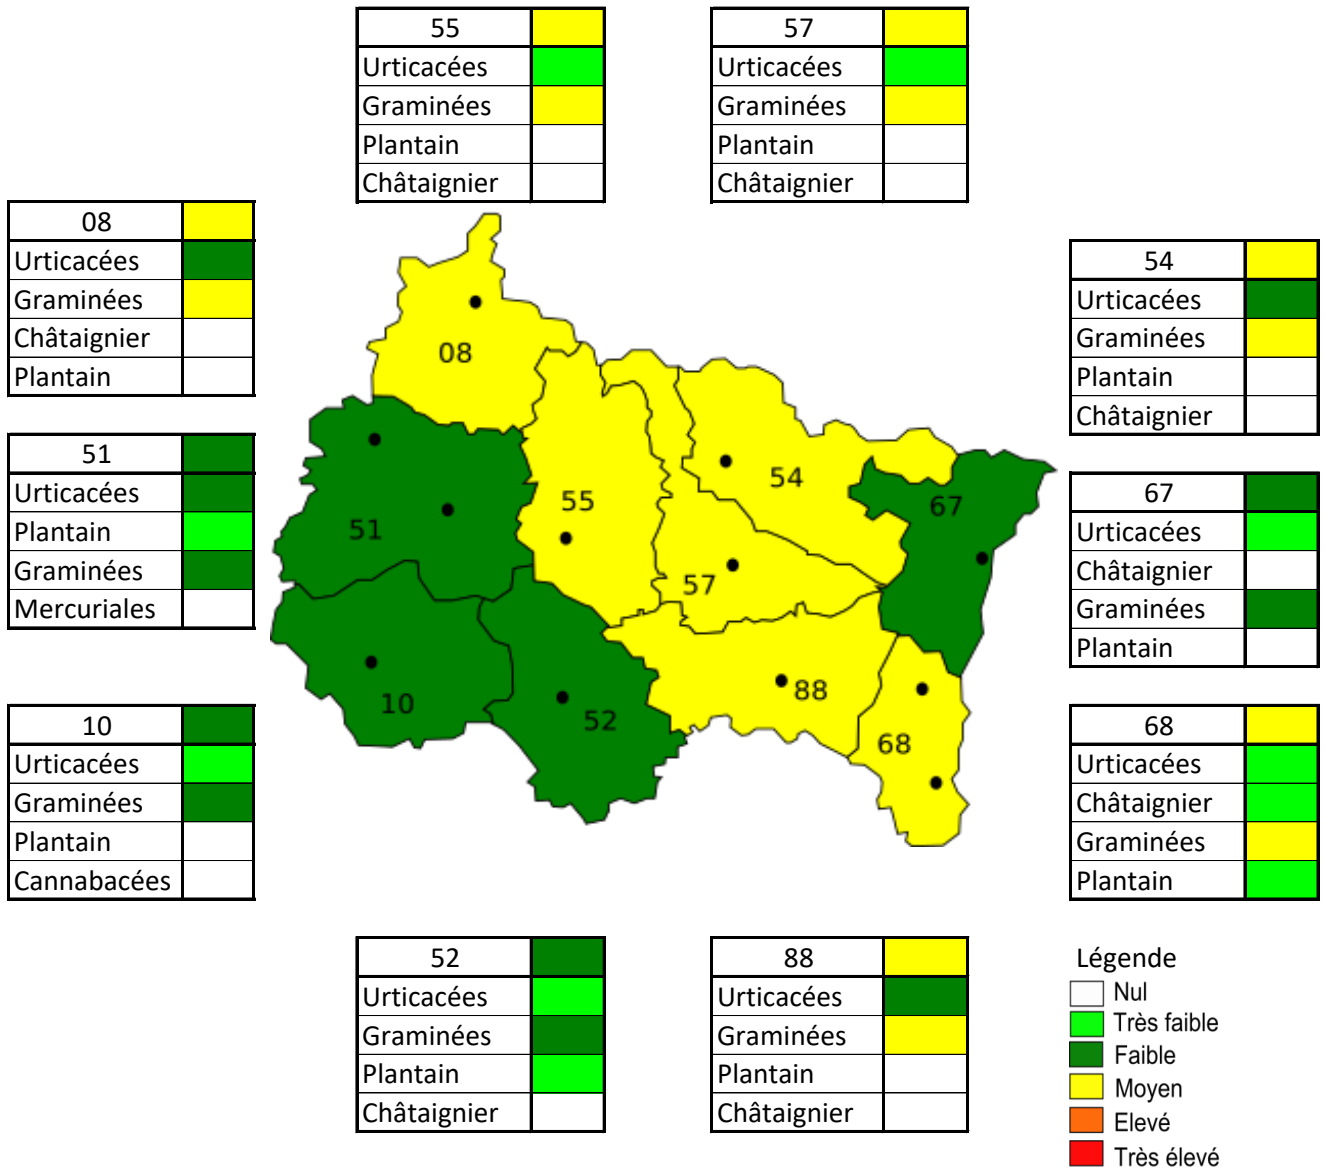 55
Urticacées
Graminées
Plantain
Châtaignier
57
Urticacées
Graminées
Plantain
Châtaignier
08
Urticacées
Graminées
Châtaignier
Plantain
54
Urticacées
Graminées
Plantain
Châtaignier
51
Urticacées
Plantain
Graminées
Mercuriales
67
Urticacées
Châtaignier
Graminées
Plantain
10
Urticacées
Graminées
Plantain
Cannabacées
68
Urticacées
Châtaignier
Graminées
Plantain
08
54
55
67
51
57
88
10
52
68
52
Urticacées
Graminées
Plantain
Châtaignier
88
Urticacées
Graminées
Plantain
Châtaignier
Légende
Nul
Très faible
Faible
Moyen
Elevé
Très élevé